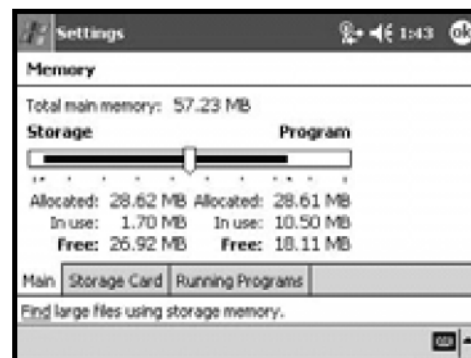 Settings 1:43 ok
Memory
Total main memory: 57.23 MB
Storage Program
Allocated: 28.62 MB Allocated: 28.61 MB
In use: 1.70 MB In use: 10.50 MB
Free: 26.92 MB Free: 18.11 MB
Main Storage Card Running Programs
Find large files using storage memory.